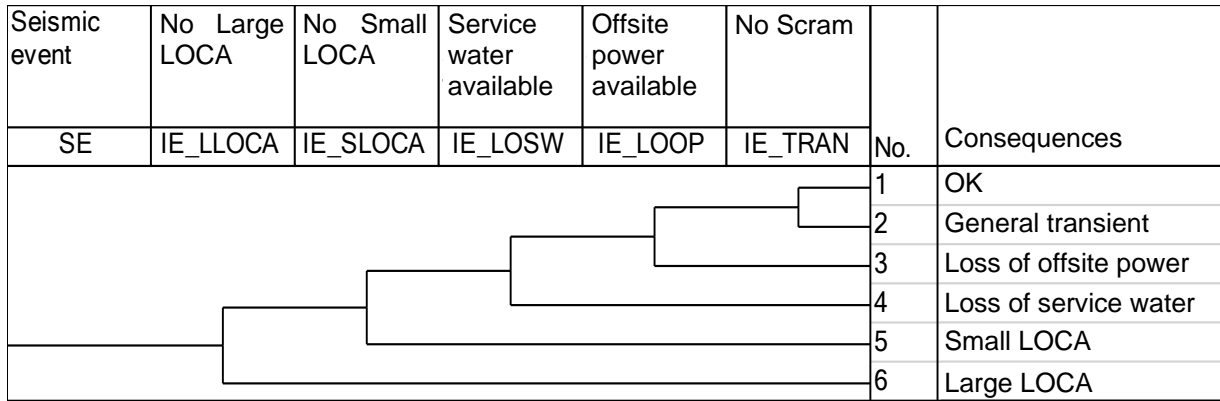 Seismic event
No Large LOCA
No Small LOCA
Service water available
Offsite power available
No Scram
SE
IE_LLOCA
IE_SLOCA
IE_LOSW
IE_LOOP
IE_TRAN
No.
Consequences
1 OK
2 General transient
3 Loss of offsite power
4 Loss of service water
5 Small LOCA
6 Large LOCA